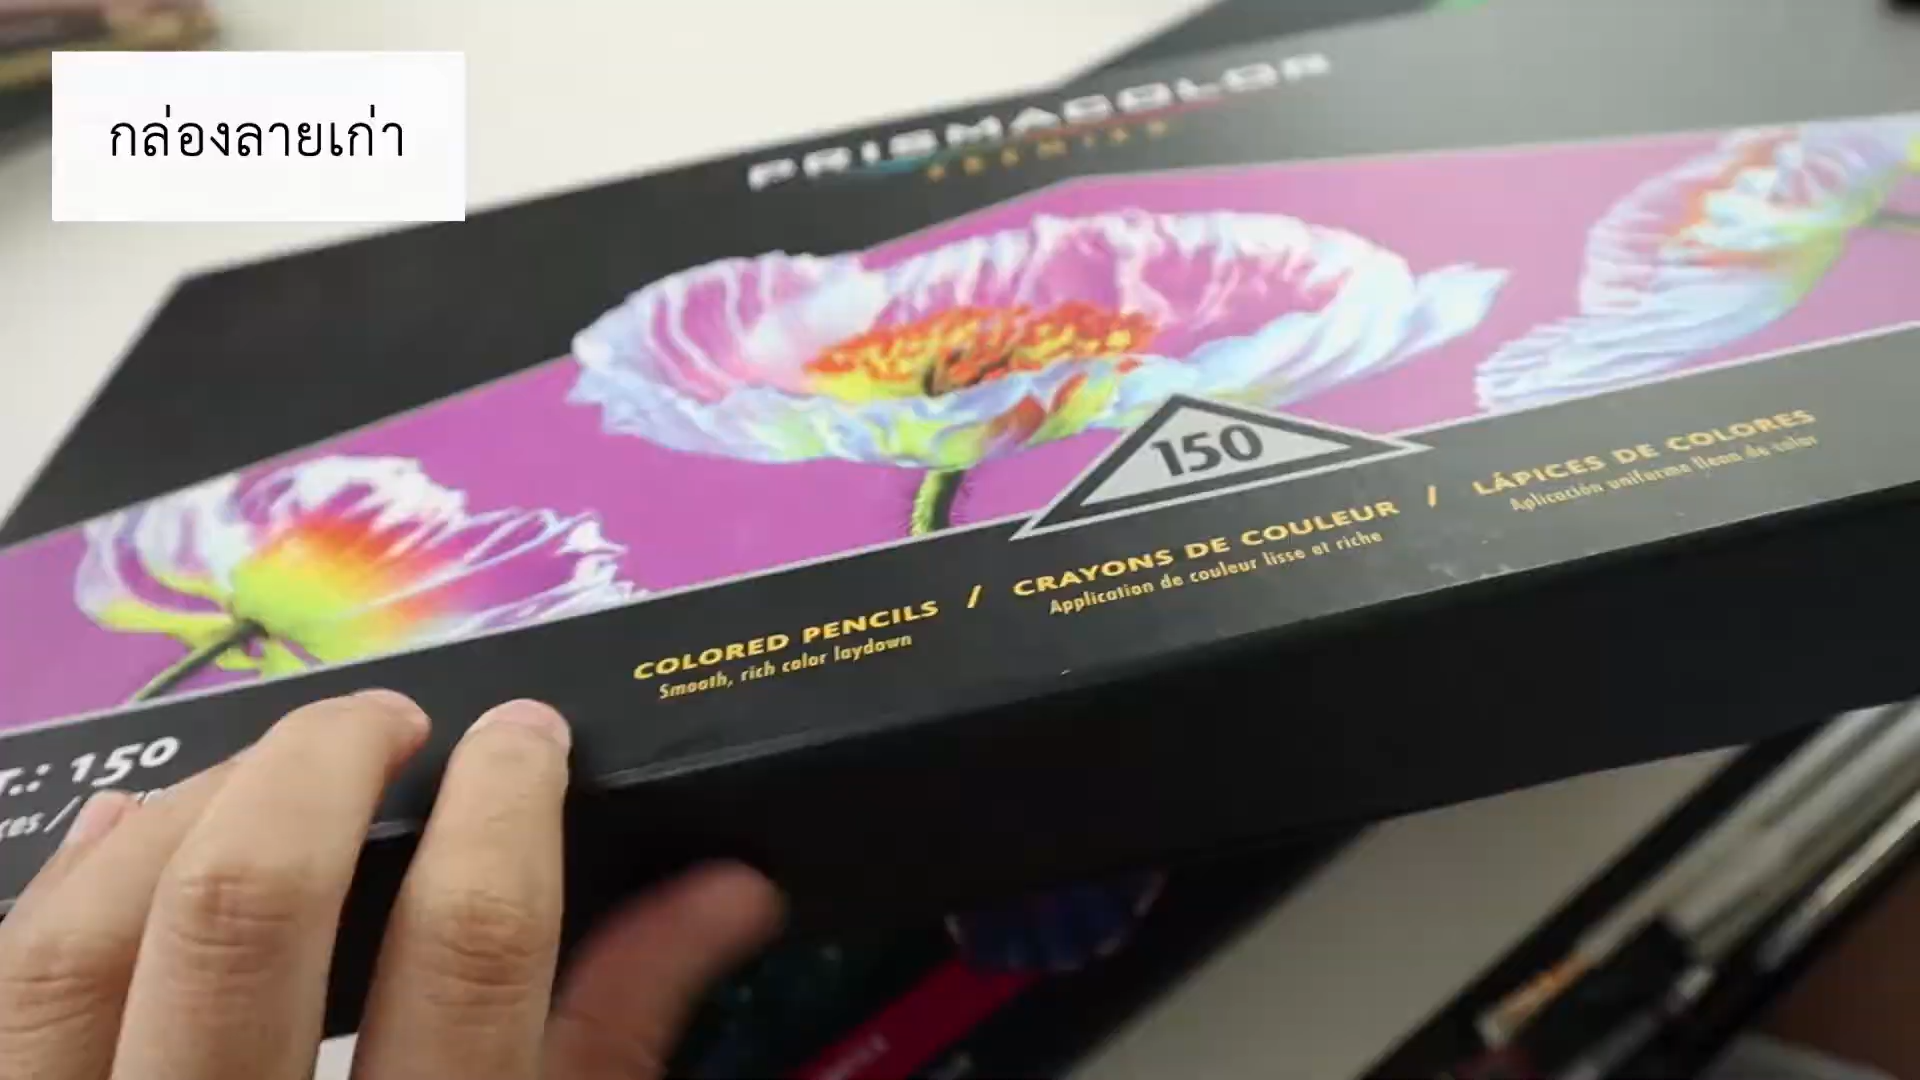 กล่องลายเก่า
PRISMACOLOR
PREMIER
150
COLORED PENCILS / CRAYONS DE COULEUR / LÁPICES DE COLORES
Smooth, rich color laydown
Application de couleur lisse et riche
Aplicación uniforme llena de color
T.: 150